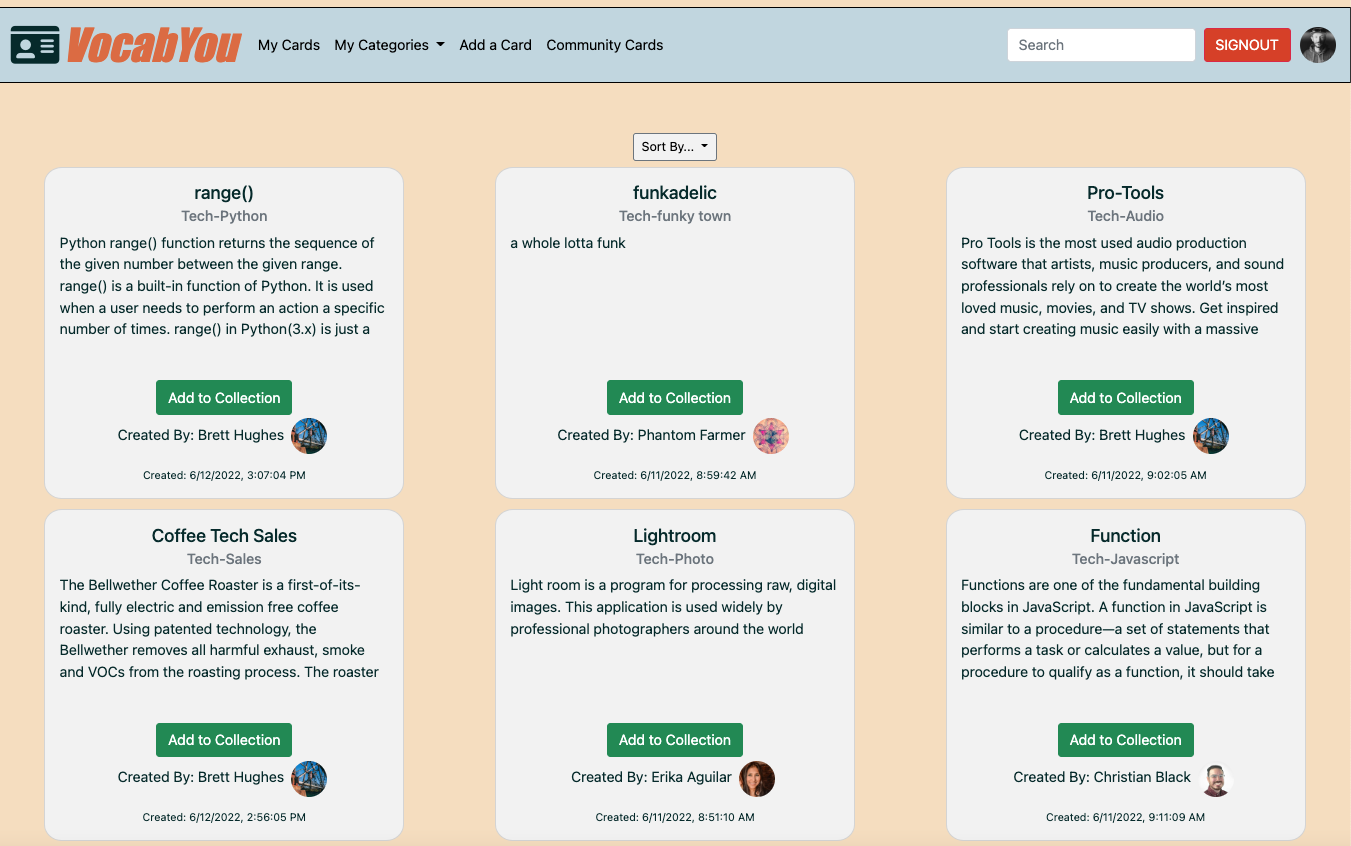 VocabYou
My Cards My Categories Add a Card Community Cards Search SIGNOUT
Sort By...
range()
Tech-Python
Python range() function returns the sequence of
the given number between the given range.
range() is a built-in function of Python. It is used
when a user needs to perform an action a specific
number of times. range() in Python(3.x) is just a
Add to Collection
Created By: Brett Hughes
Created: 6/12/2022, 3:07:04 PM
funkadelic
Tech-funky town
a whole lotta funk
Add to Collection
Created By: Phantom Farmer
Created: 6/11/2022, 8:59:42 AM
Pro-Tools
Tech-Audio
Pro Tools is the most used audio production
software that artists, music producers, and sound
professionals rely on to create the world’s most
loved music, movies, and TV shows. Get inspired
and start creating music easily with a massive
Add to Collection
Created By: Brett Hughes
Created: 6/11/2022, 9:02:05 AM
Coffee Tech Sales
Tech-Sales
The Bellwether Coffee Roaster is a first-of-its-
kind, fully electric and emission free coffee
roaster. Using patented technology, the
Bellwether removes all harmful exhaust, smoke
and VOCs from the roasting process. The roaster
Add to Collection
Created By: Brett Hughes
Created: 6/12/2022, 2:56:05 PM
Lightroom
Tech-Photo
Light room is a program for processing raw, digital
images. This application is used widely by
professional photographers around the world
Add to Collection
Created By: Erika Aguilar
Created: 6/11/2022, 8:51:10 AM
Function
Tech-Javascript
Functions are one of the fundamental building
blocks in JavaScript. A function in JavaScript is
similar to a procedure—a set of statements that
performs a task or calculates a value, but for a
procedure to qualify as a function, it should take
Add to Collection
Created By: Christian Black
Created: 6/11/2022, 9:11:09 AM